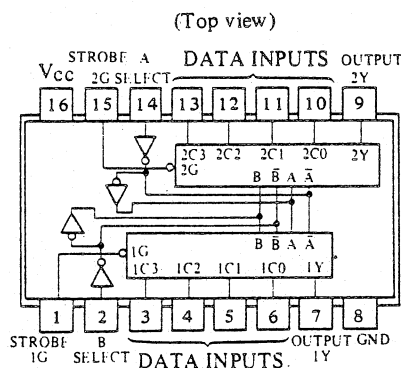 (Top view)
STROBE A DATA INPUTS OUTPUT
Vcc 2G SELECT 2Y
16 15 14 13 12 11 10 9
2C3 2C2 2C1 2C0 2Y
2G
B B̅ A A̅
B B̅ A A̅
1G
1C3 1C2 1C1 1C0 1Y
1 2 3 4 5 6 7 8
STROBE B OUTPUT GND
1G SELECT DATA INPUTS 1Y